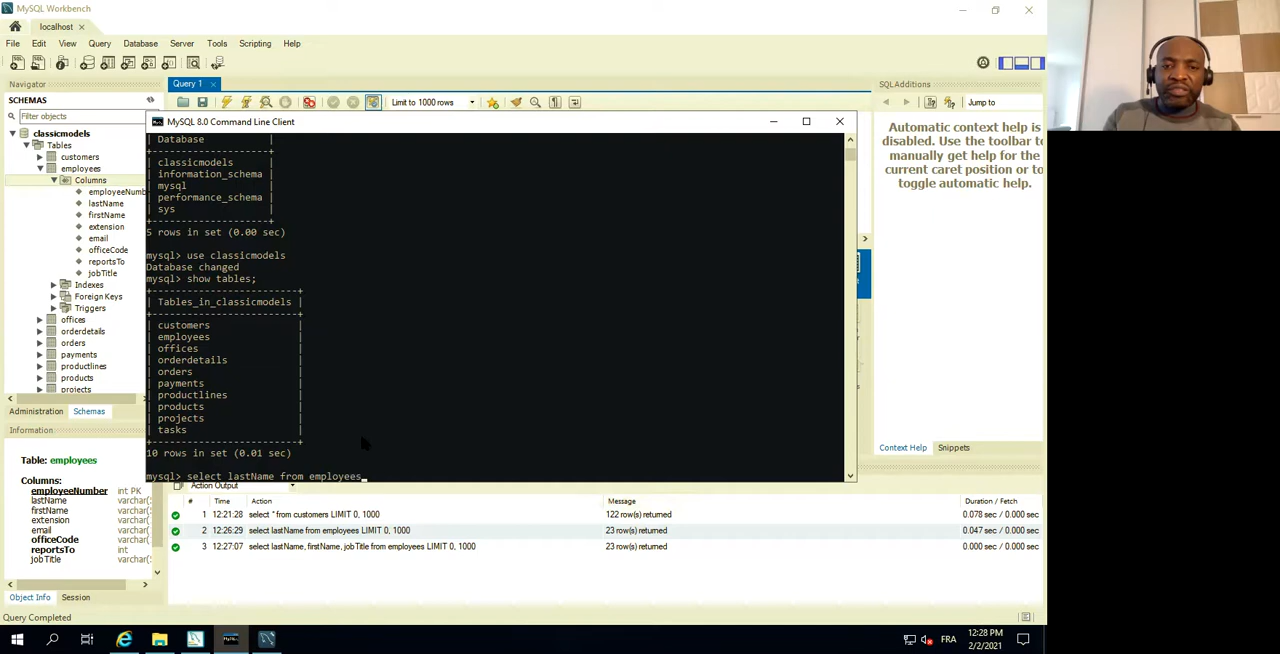 MySQL Workbench
localhost
File Edit View Query Database Server Tools Scripting Help
Navigator
SCHEMAS
Filter objects
classicmodels
Tables
customers
employees
Columns
employeeNumb
lastName
firstName
extension
email
officeCode
reportsTo
jobTitle
Indexes
Foreign Keys
Triggers
offices
orderdetails
orders
payments
productlines
products
projects
Administration Schemas
Information
Table: employees
Columns:
employeeNumber int PK
lastName varchar(
firstName varchar(
extension varchar(
email varchar(
officeCode varchar(
reportsTo int
jobTitle varchar(
Object Info Session
Query Completed
Query 1
Limit to 1000 rows
MySQL 8.0 Command Line Client
| Database |
| classicmodels |
| information_schema |
| mysql |
| performance_schema |
| sys |
5 rows in set (0.00 sec)
mysql> use classicmodels
Database changed
mysql> show tables;
| Tables_in_classicmodels |
| customers |
| employees |
| offices |
| orderdetails |
| orders |
| payments |
| productlines |
| products |
| projects |
| tasks |
10 rows in set (0.01 sec)
mysql> select lastName from employees_
Action Output
# Time Action Message Duration / Fetch
1 12:21:28 select * from customers LIMIT 0, 1000 122 row(s) returned 0.078 sec / 0.000 sec
2 12:26:29 select lastName from employees LIMIT 0, 1000 23 row(s) returned 0.047 sec / 0.000 sec
3 12:27:07 select lastName, firstName, jobTitle from employees LIMIT 0, 1000 23 row(s) returned 0.000 sec / 0.000 sec
SQLAdditions
Jump to
Automatic context help is
disabled. Use the toolbar to
manually get help for the
current caret position or to
toggle automatic help.
Context Help Snippets
FRA
12:28 PM
2/2/2021